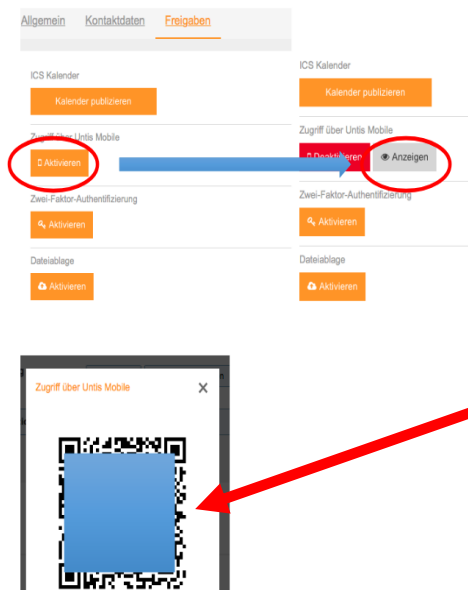 Allgemein Kontaktdaten Freigaben
ICS Kalender
Kalender publizieren
Zugriff über Untis Mobile
Aktivieren
Zwei-Faktor-Authentifizierung
Aktivieren
Dateiablage
Aktivieren
ICS Kalender
Kalender publizieren
Zugriff über Untis Mobile
Deaktivieren Anzeigen
Zwei-Faktor-Authentifizierung
Aktivieren
Dateiablage
Aktivieren
Zugriff über Untis Mobile X